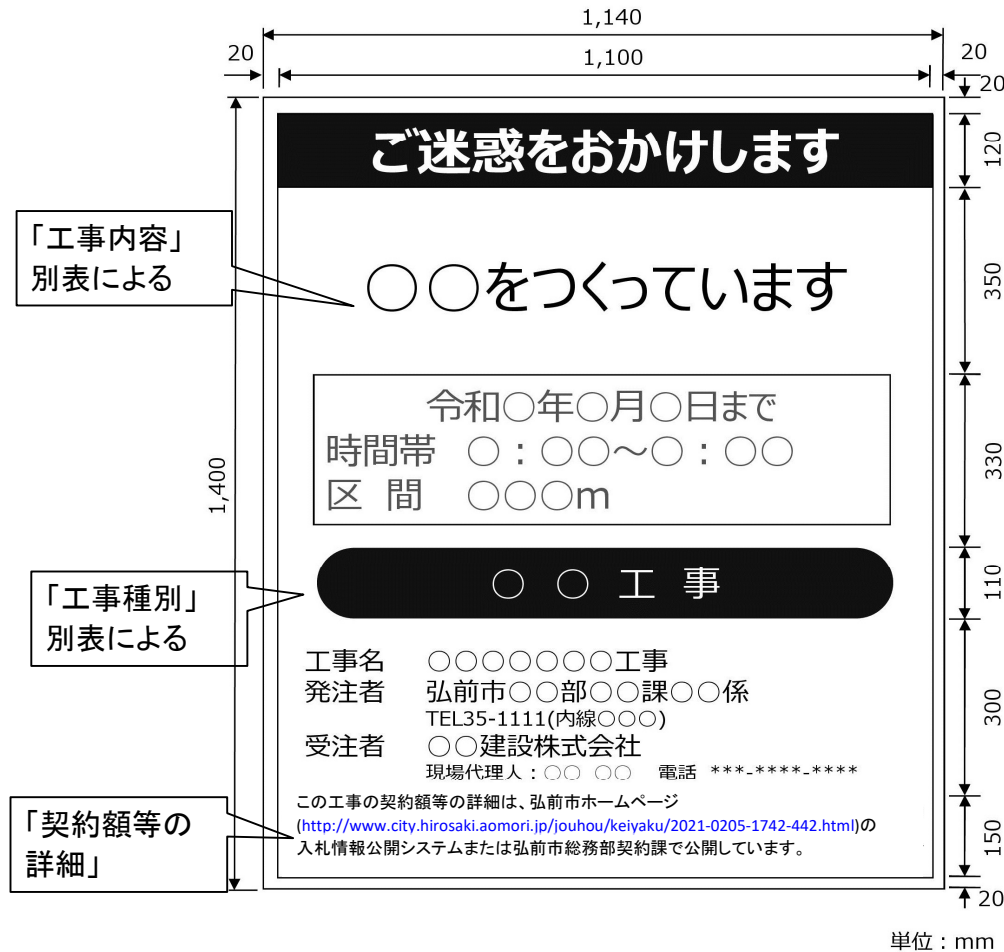 1,140
20
1,100
20
20
ご迷惑をおかけします
120
「工事内容」
別表による
○○をつくっています
350
令和○年○月○日まで
時間帯 ○:○○~○:○○
区 間 ○○○m
330
1,400
「工事種別」
別表による
○ ○ 工 事
110
工事名 ○○○○○○○工事
発注者 弘前市○○部○○課○○係
TEL35-1111(内線○○○)
受注者 ○○建設株式会社
現場代理人:○○ ○○ 電話 ***-****-****
300
「契約額等の
詳細」
この工事の契約額等の詳細は、弘前市ホームページ
(http://www.city.hirosaki.aomori.jp/jouhou/keiyaku/2021-0205-1742-442.html)の
入札情報公開システムまたは弘前市総務部契約課で公開しています。
150
20
単位:mm